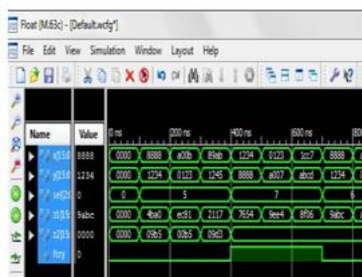 Float (M.63c) - [Default.wcfg*]
File Edit View Simulation Window Layout Help
Name Value 0 ns 200 ns 400 ns 600 ns
8888 0000 8888 a00b 89ab 1234 0123 1cc7 8888
1234 0000 1234 0123 1245 8888 a007 abcd 1234
0 0 5 7
9abc 0000 4ba0 ec81 2117 7654 9ee4 8f06 9abc
0000 0000 09b5 00b5 09d3
0